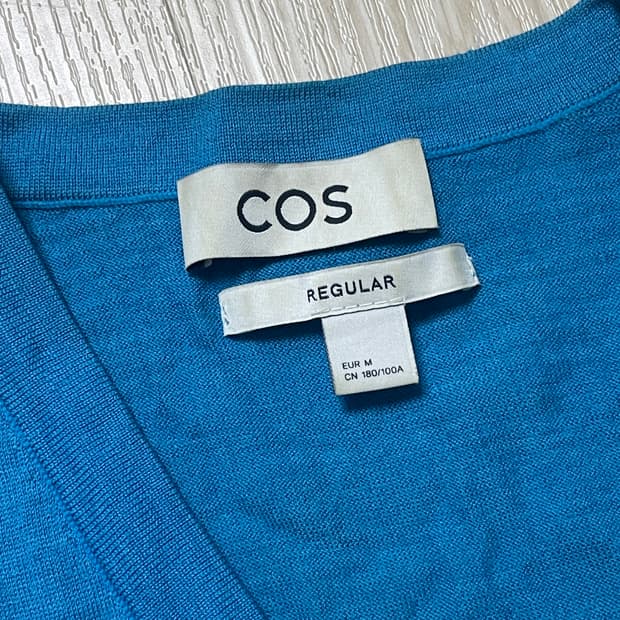 COS
REGULAR
EUR M
CN 180/100A